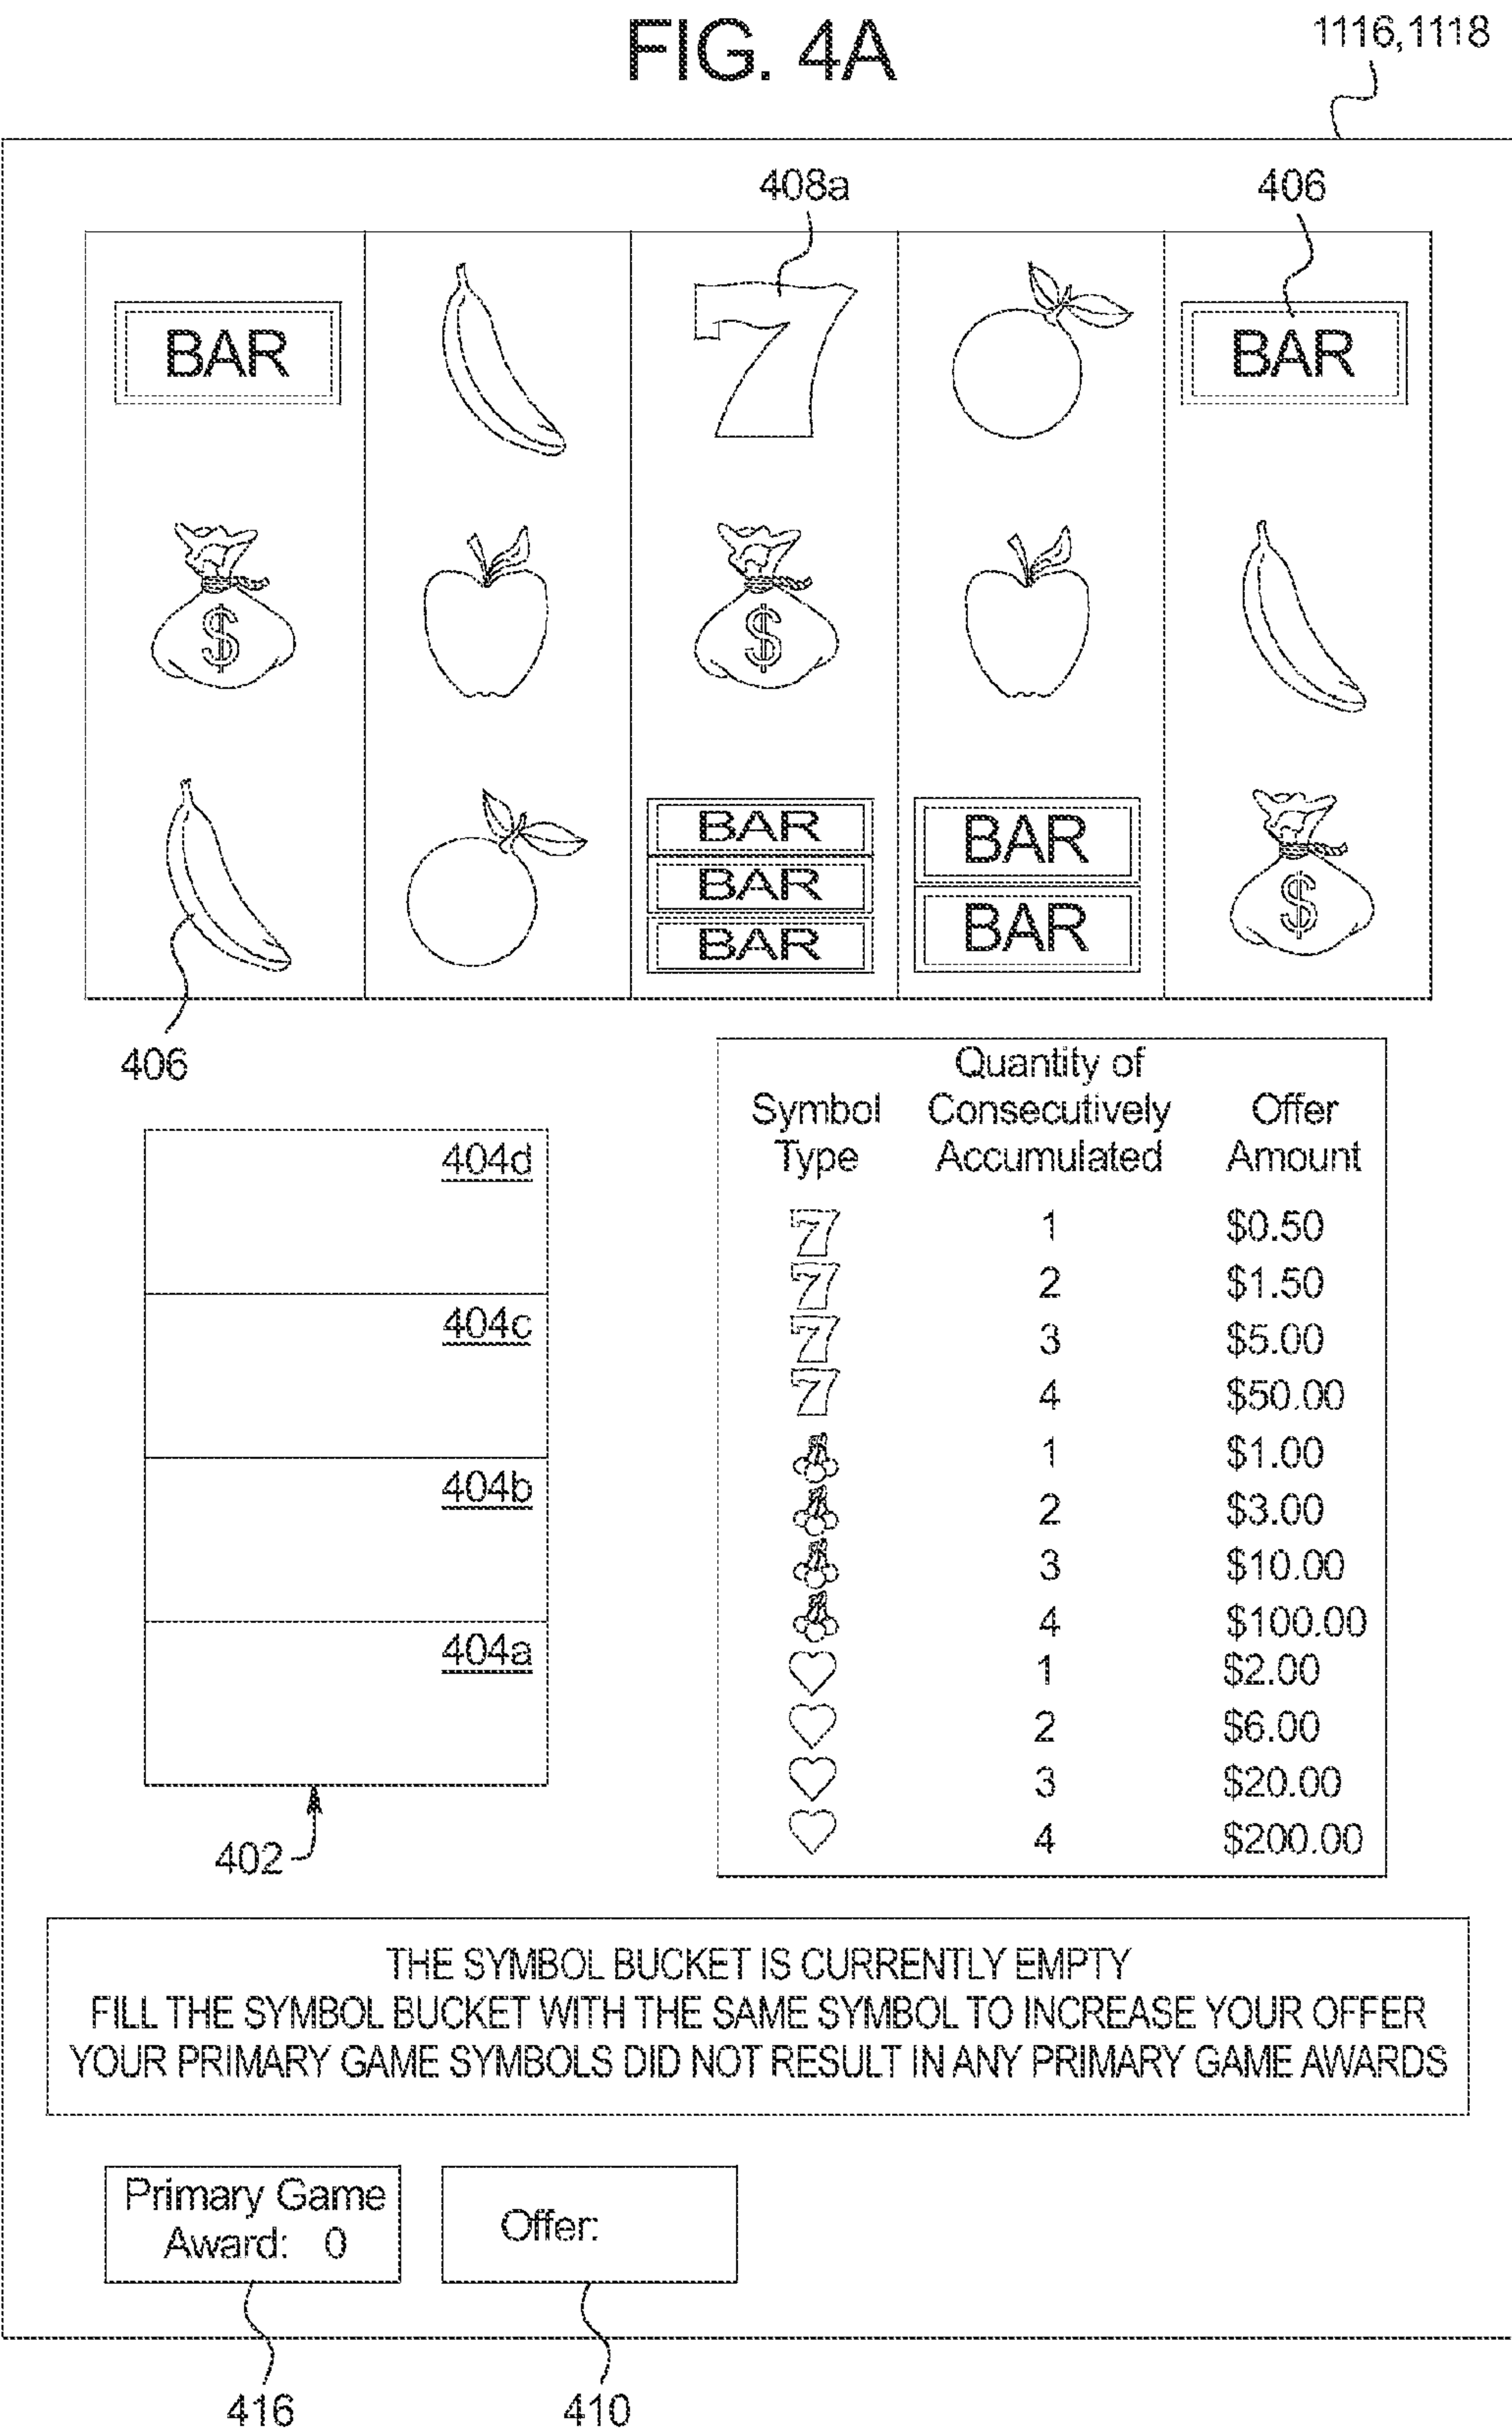 FIG. 4A
1116,1118
408a
406
BAR
7
BAR
$
$
BAR
BAR
BAR
BAR
BAR
$
406
Symbol Type
Quantity of Consecutively Accumulated
Offer Amount
7 1 $0.50
7 2 $1.50
7 3 $5.00
7 4 $50.00
1 $1.00
2 $3.00
3 $10.00
4 $100.00
1 $2.00
2 $6.00
3 $20.00
4 $200.00
404d
404c
404b
404a
402
THE SYMBOL BUCKET IS CURRENTLY EMPTY
FILL THE SYMBOL BUCKET WITH THE SAME SYMBOL TO INCREASE YOUR OFFER
YOUR PRIMARY GAME SYMBOLS DID NOT RESULT IN ANY PRIMARY GAME AWARDS
Primary Game
Award: 0
Offer:
416
410